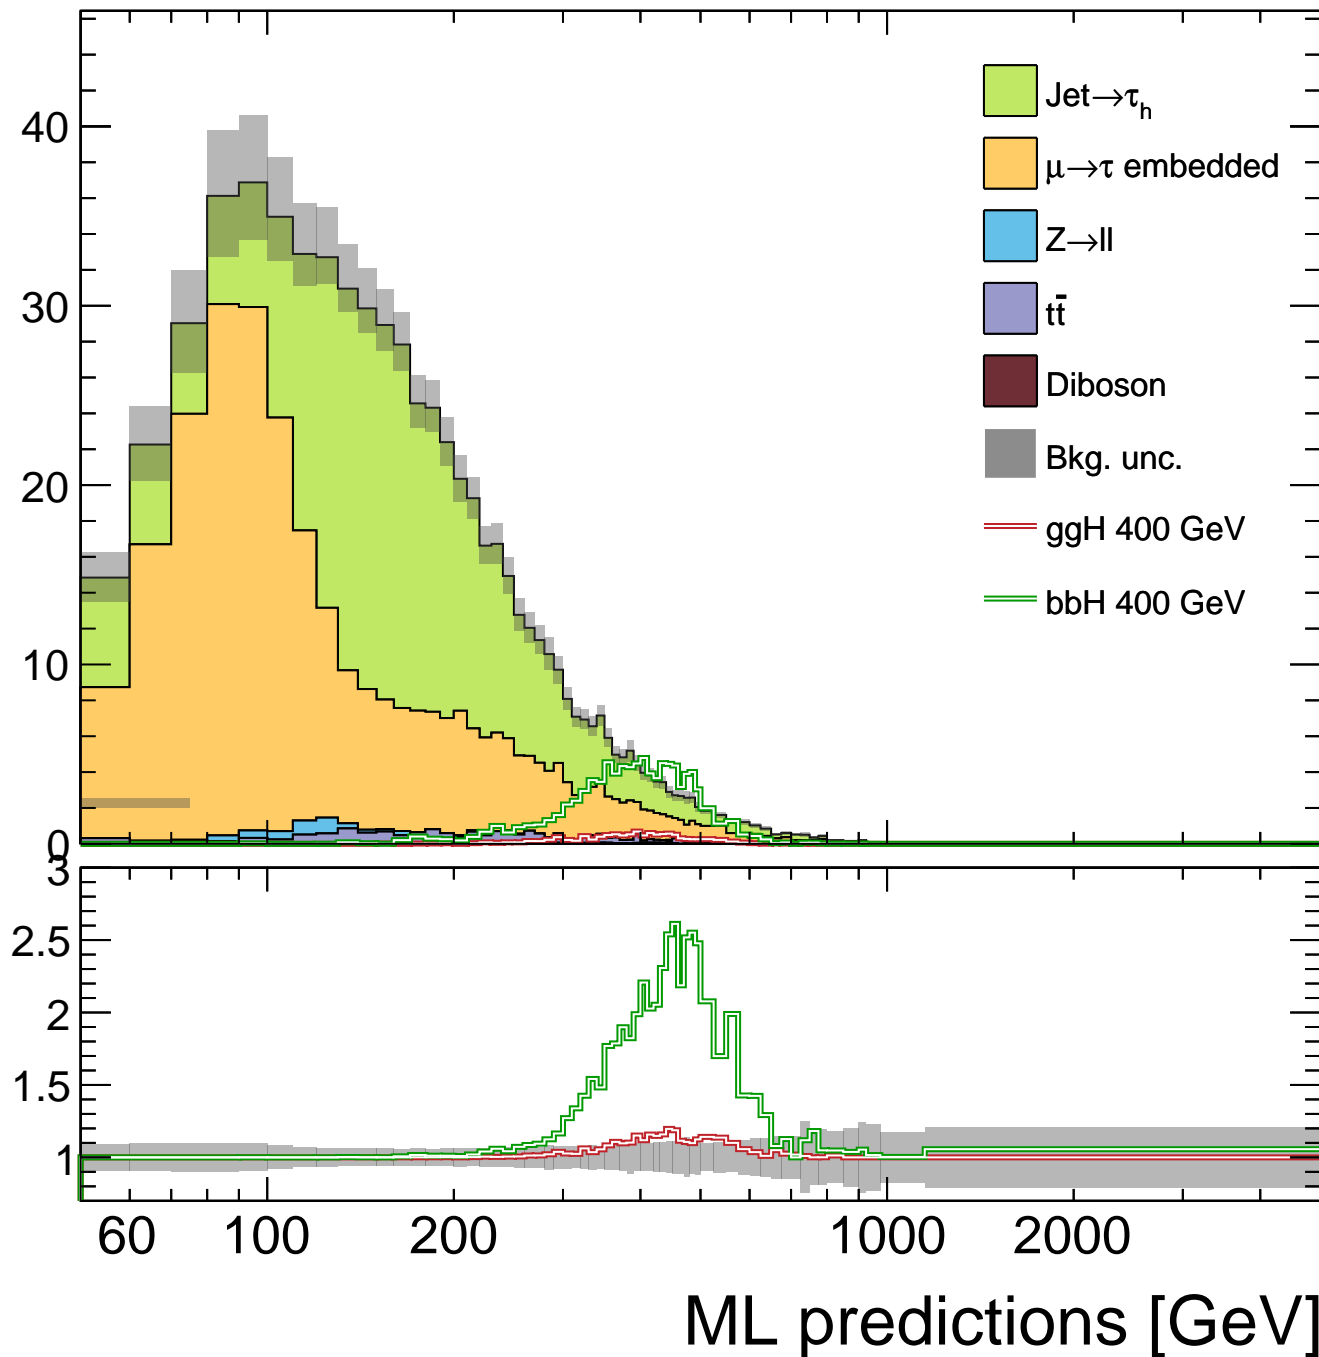 40
30
20
10
0
Jet→τh
μ→τ embedded
Z→ll
tt̄
Diboson
Bkg. unc.
ggH 400 GeV
bbH 400 GeV
3
2.5
2
1.5
1
60 100 200 1000 2000
ML predictions [GeV]